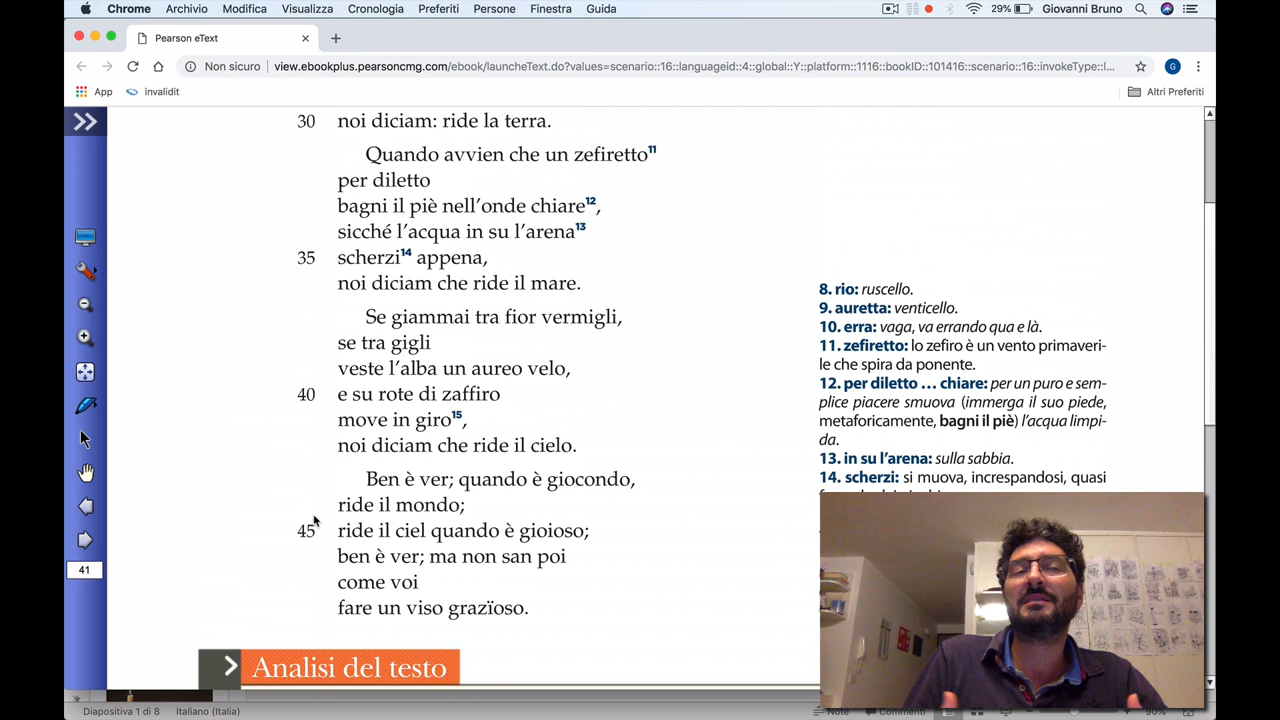 Chrome Archivio Modifica Visualizza Cronologia Preferiti Persone Finestra Guida 29% Giovanni Bruno
Pearson eText
Non sicuro view.ebookplus.pearsoncmg.com/ebook/launcheText.do?values=scenario::16::languageid::4::global::Y::platform::1116::bookID::101416::scenario::16::invokeType::l...
App invalidit Altri Preferiti
30 noi diciam: ride la terra.
Quando avvien che un zefiretto11
per diletto
bagni il piè nell'onde chiare12,
sicché l'acqua in su l'arena13
35 scherzi14 appena,
noi diciam che ride il mare.
Se giammai tra fior vermigli,
se tra gigli
veste l'alba un aureo velo,
40 e su rote di zaffiro
move in giro15,
noi diciam che ride il cielo.
Ben è ver; quando è giocondo,
ride il mondo;
45 ride il ciel quando è gioioso;
ben è ver; ma non san poi
come voi
fare un viso grazïoso.
8. rio: ruscello.
9. auretta: venticello.
10. erra: vaga, va errando qua e là.
11. zefiretto: lo zefiro è un vento primaveri-
le che spira da ponente.
12. per diletto ... chiare: per un puro e sem-
plice piacere smuova (immerga il suo piede,
metaforicamente, bagni il piè) l'acqua limpi-
da.
13. in su l'arena: sulla sabbia.
14. scherzi: si muova, increspandosi, quasi
41
Analisi del testo
Diapositiva 1 di 8 Italiano (Italia) Note Commenti 90%